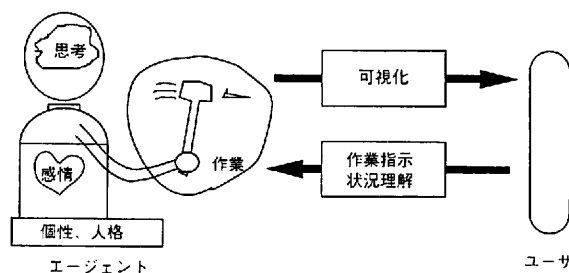 思考
感情
個性、人格
エージェント
作業
可視化
作業指示
状況理解
ユーザ